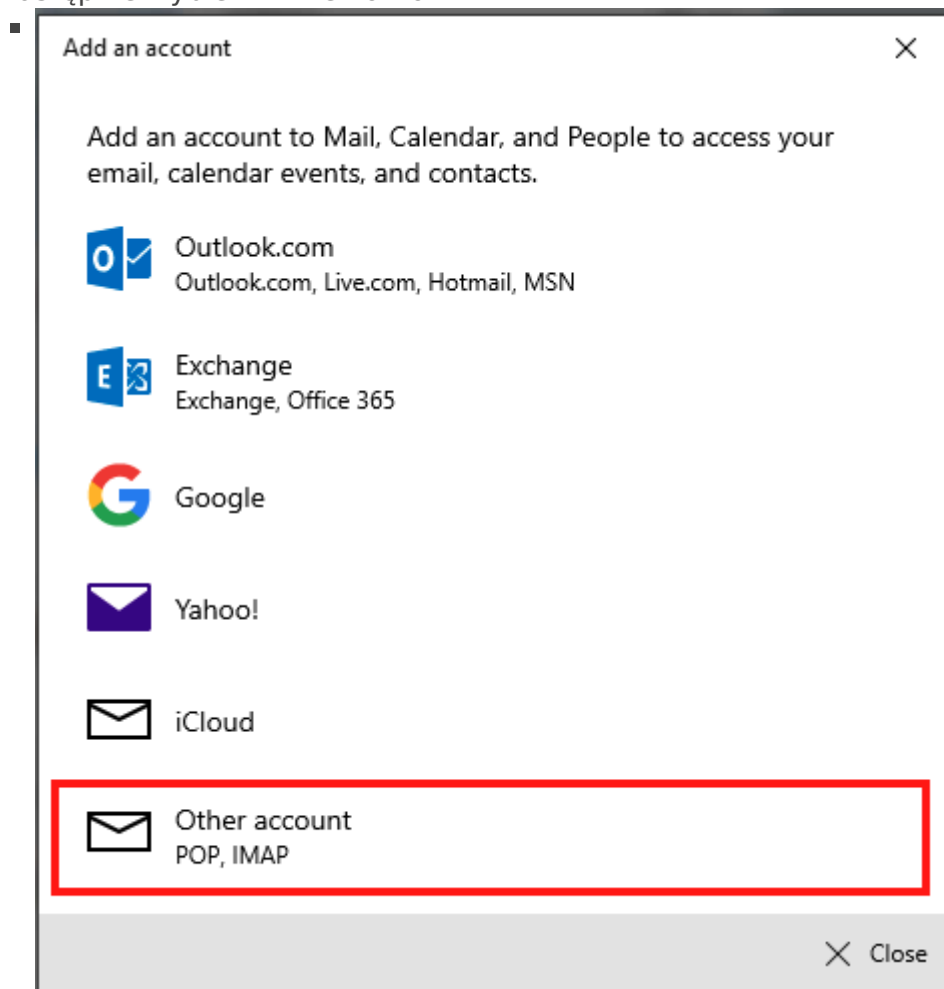 Add an account
Add an account to Mail, Calendar, and People to access your
email, calendar events, and contacts.
Outlook.com
Outlook.com, Live.com, Hotmail, MSN
Exchange
Exchange, Office 365
Google
Yahoo!
iCloud
Other account
POP, IMAP
Close